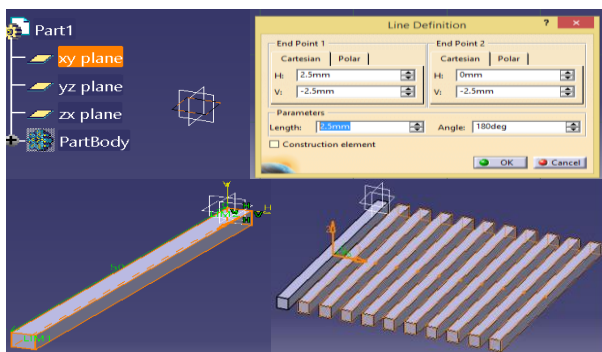 Part1
xy plane
yz plane
zx plane
PartBody
Line Definition
? ×
End Point 1
Cartesian Polar
H: 2.5mm
V: -2.5mm
End Point 2
Cartesian Polar
H: 0mm
V: -2.5mm
Parameters
Length: 2.5mm Angle: 180deg
Construction element
OK Cancel